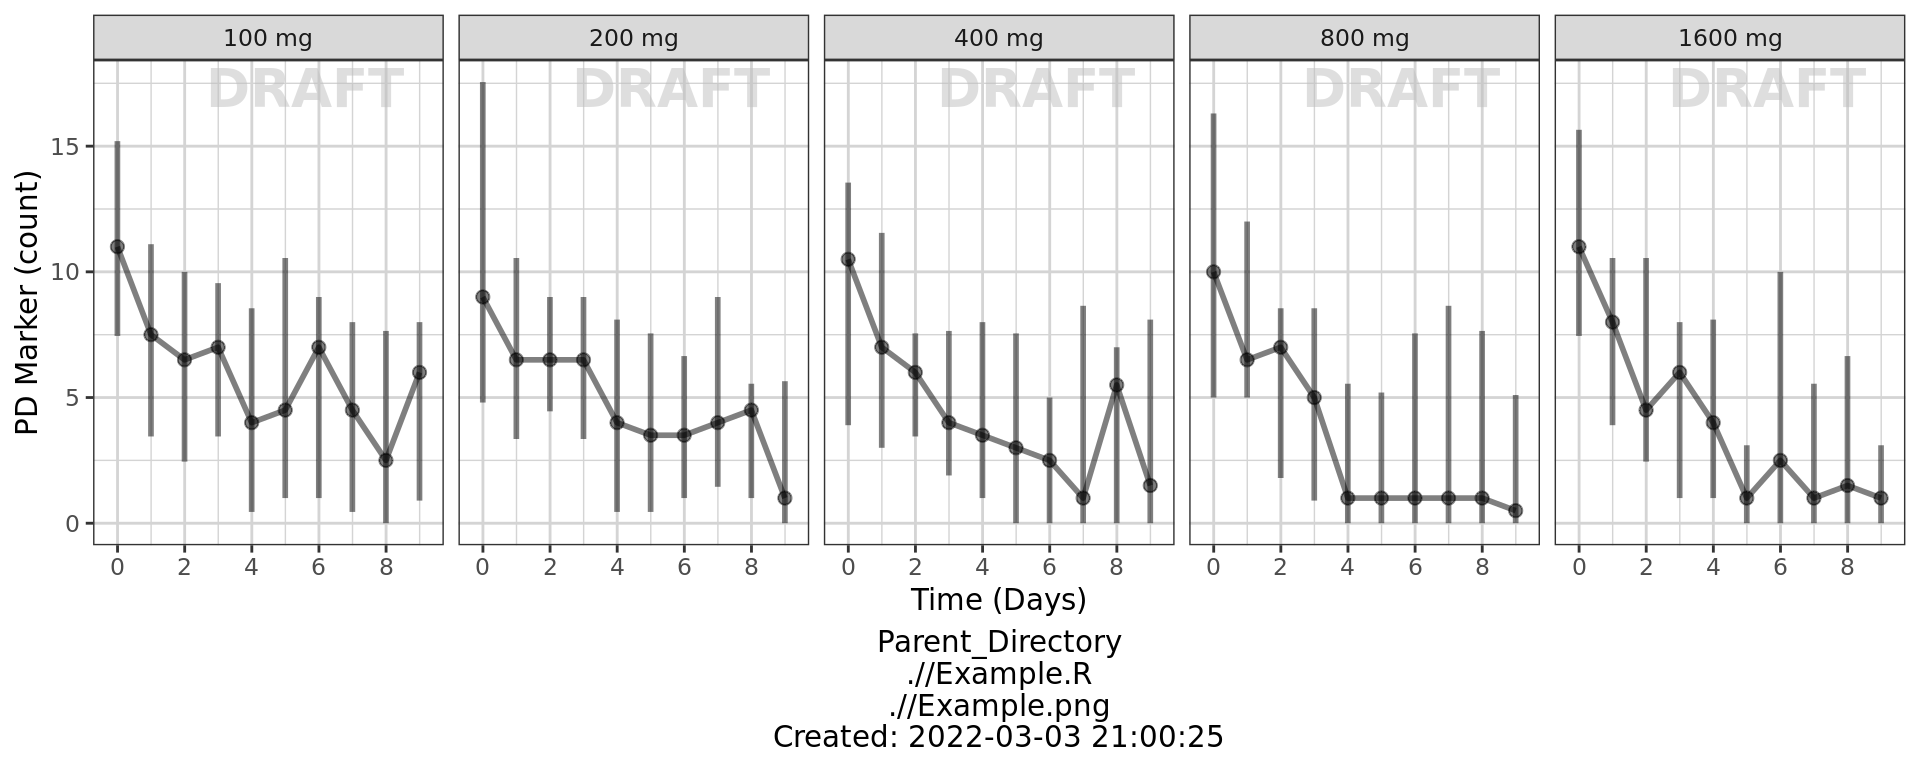 100 mg 200 mg 400 mg 800 mg 1600 mg
DRAFT DRAFT DRAFT DRAFT DRAFT
PD Marker (count)
15
10
5
0
0 2 4 6 8 0 2 4 6 8 0 2 4 6 8 0 2 4 6 8 0 2 4 6 8
Time (Days)
Parent_Directory
.//Example.R
.//Example.png
Created: 2022-03-03 21:00:25